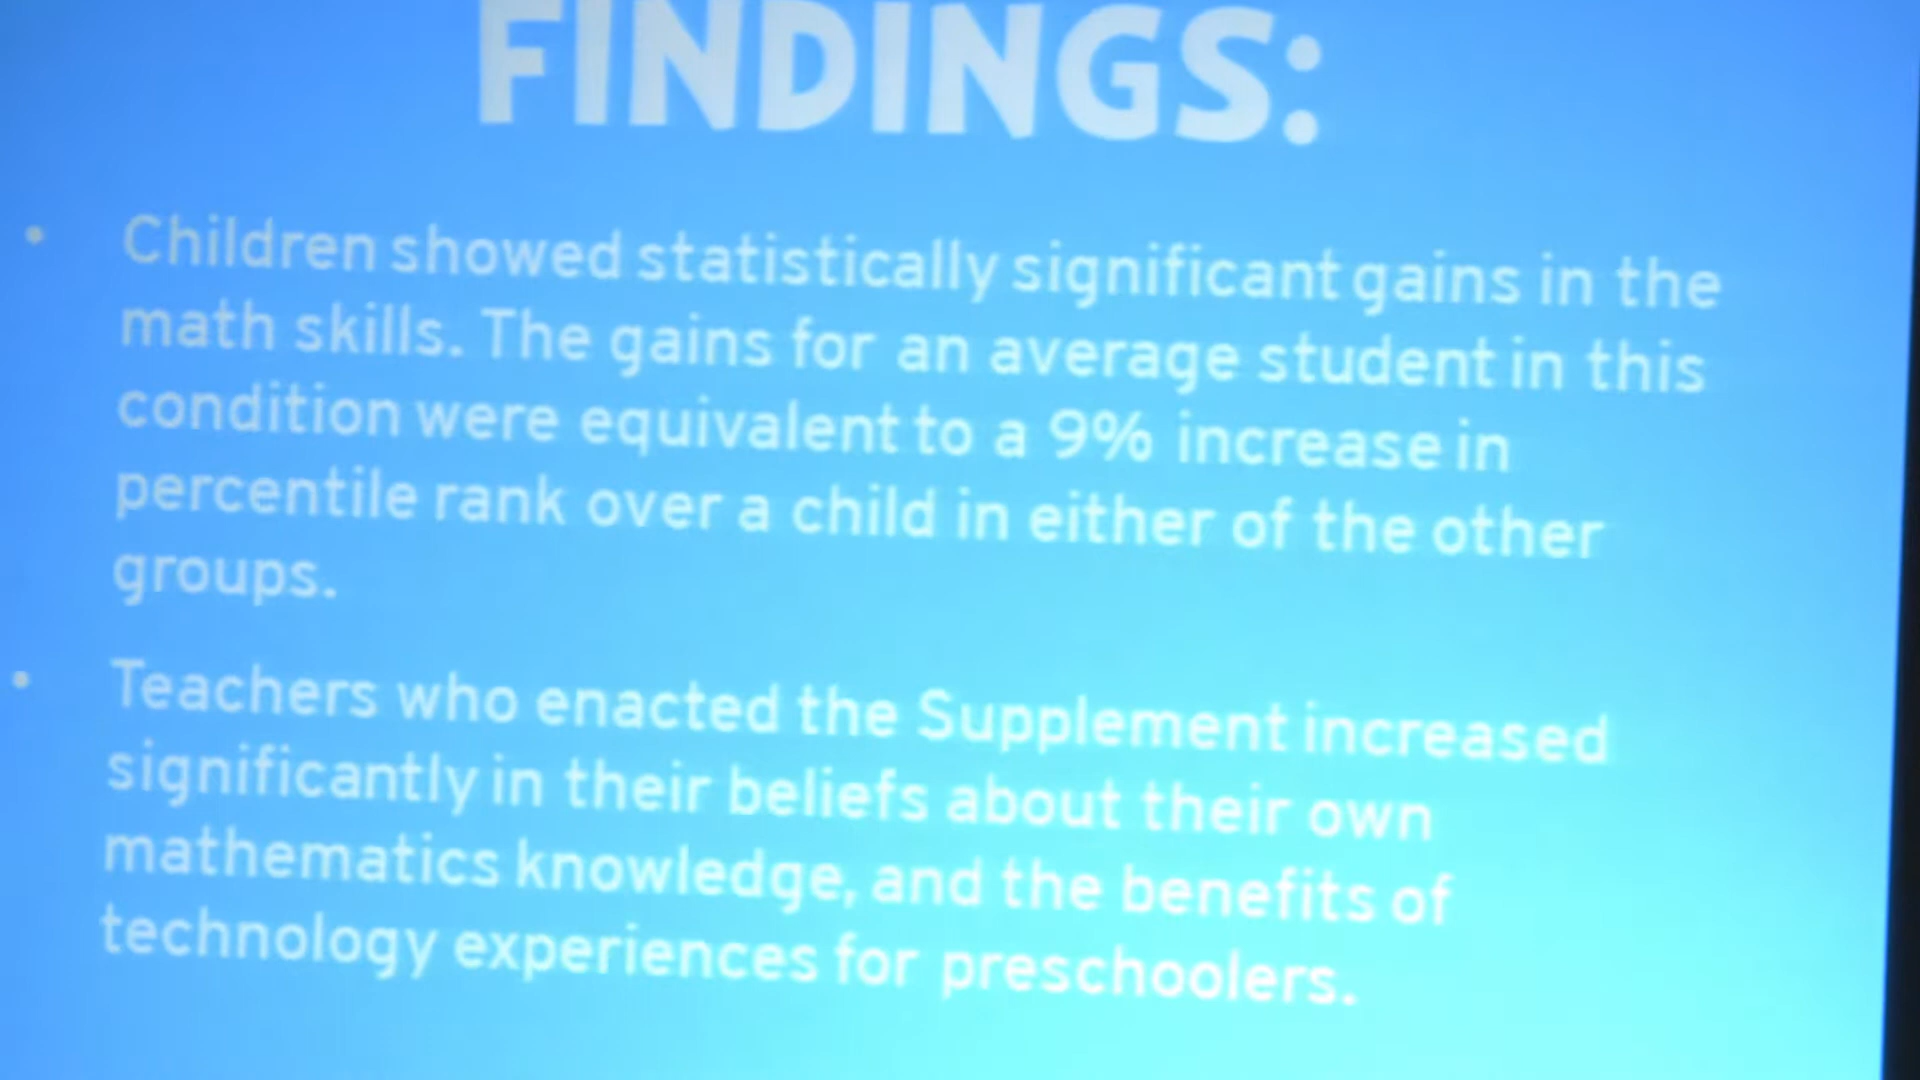 FINDINGS:
• Children showed statistically significant gains in the
math skills. The gains for an average student in this
condition were equivalent to a 9% increase in
percentile rank over a child in either of the other
groups.
• Teachers who enacted the Supplement increased
significantly in their beliefs about their own
mathematics knowledge, and the benefits of
technology experiences for preschoolers.